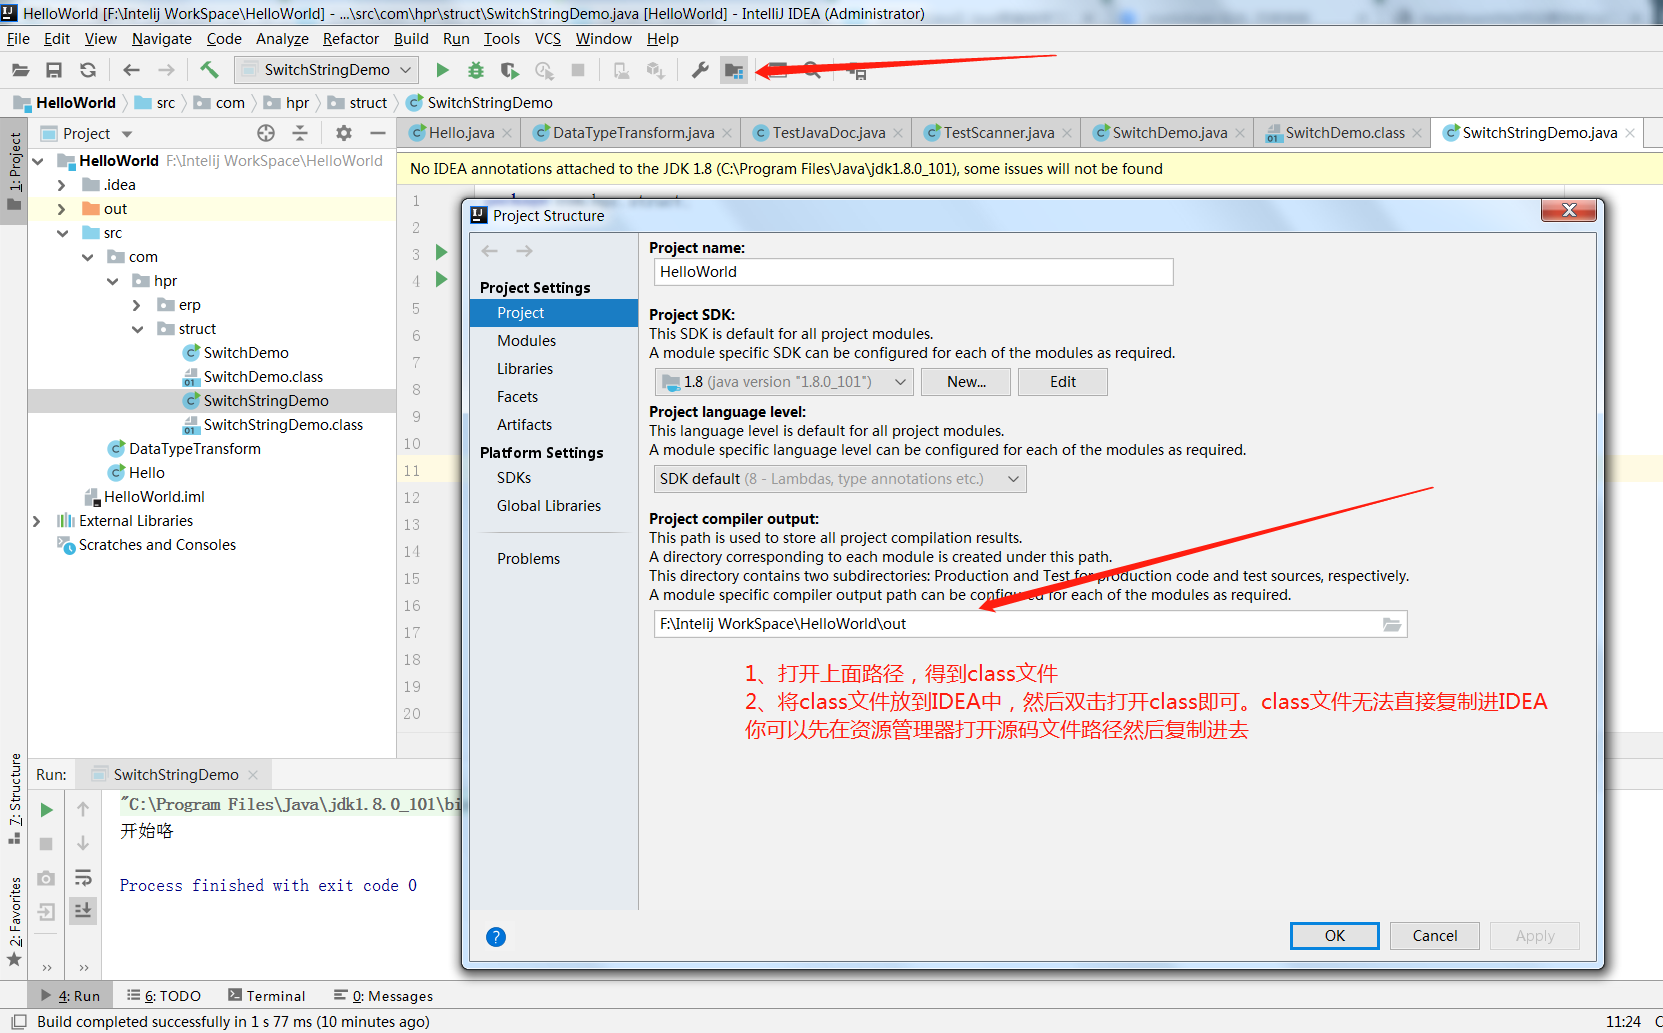 HelloWorld [F:\Intelij WorkSpace\HelloWorld] - ...\src\com\hpr\struct\SwitchStringDemo.java [HelloWorld] - IntelliJ IDEA (Administrator)
File Edit View Navigate Code Analyze Refactor Build Run Tools VCS Window Help
SwitchStringDemo
HelloWorld src com hpr struct SwitchStringDemo
Project
Hello.java DataTypeTransform.java TestJavaDoc.java TestScanner.java SwitchDemo.java SwitchDemo.class SwitchStringDemo.java
1: Project
HelloWorld F:\Intelij WorkSpace\HelloWorld
.idea
out
src
com
hpr
erp
struct
SwitchDemo
SwitchDemo.class
SwitchStringDemo
SwitchStringDemo.class
DataTypeTransform
Hello
HelloWorld.iml
External Libraries
Scratches and Consoles
No IDEA annotations attached to the JDK 1.8 (C:\Program Files\Java\jdk1.8.0_101), some issues will not be found
1
2
3
4
5
6
7
8
9
10
11
12
13
14
15
16
17
18
19
20
Project Structure
Project Settings
Project
Modules
Libraries
Facets
Artifacts
Platform Settings
SDKs
Global Libraries
Problems
Project name:
HelloWorld
Project SDK:
This SDK is default for all project modules.
A module specific SDK can be configured for each of the modules as required.
1.8 (java version "1.8.0_101") New... Edit
Project language level:
This language level is default for all project modules.
A module specific language level can be configured for each of the modules as required.
SDK default (8 - Lambdas, type annotations etc.)
Project compiler output:
This path is used to store all project compilation results.
A directory corresponding to each module is created under this path.
This directory contains two subdirectories: Production and Test for production code and test sources, respectively.
A module specific compiler output path can be configured for each of the modules as required.
F:\Intelij WorkSpace\HelloWorld\out
1、打开上面路径，得到class文件
2、将class文件放到IDEA中，然后双击打开class即可。class文件无法直接复制进IDEA
你可以先在资源管理器打开源码文件路径然后复制进去
? OK Cancel Apply
7: Structure
2: Favorites
Run: SwitchStringDemo
"C:\Program Files\Java\jdk1.8.0_101\bi
开始咯
Process finished with exit code 0
4: Run 6: TODO Terminal 0: Messages
Build completed successfully in 1 s 77 ms (10 minutes ago)
11:24